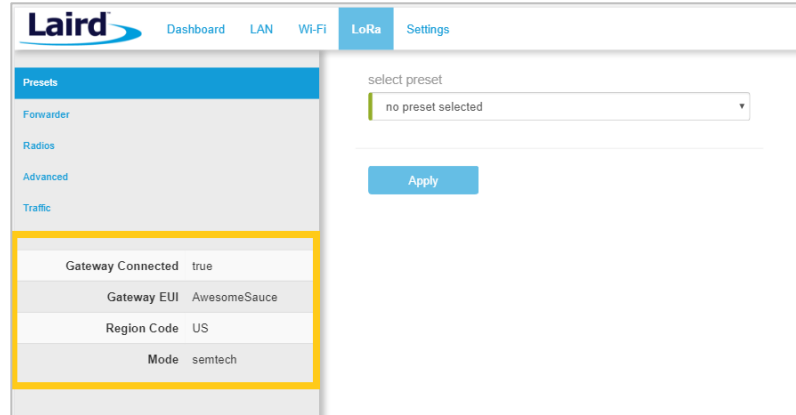 Laird Dashboard LAN Wi-Fi LoRa Settings
Presets
Forwarder
Radios
Advanced
Traffic
Gateway Connected true
Gateway EUI AwesomeSauce
Region Code US
Mode semtech
select preset
no preset selected
Apply